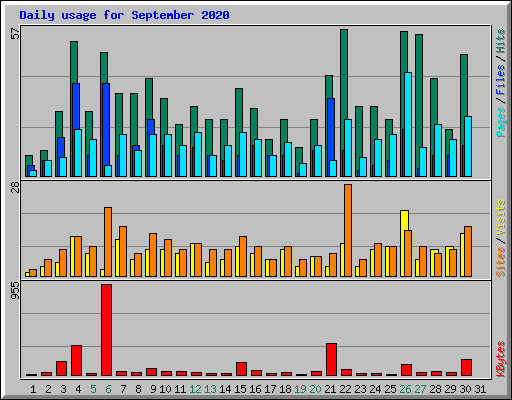 Daily usage for September 2020
57
Pages / Files / Hits
28
Sites / Visits
955
KBytes
1 2 3 4 5 6 7 8 9 10 11 12 13 14 15 16 17 18 19 20 21 22 23 24 25 26 27 28 29 30 31